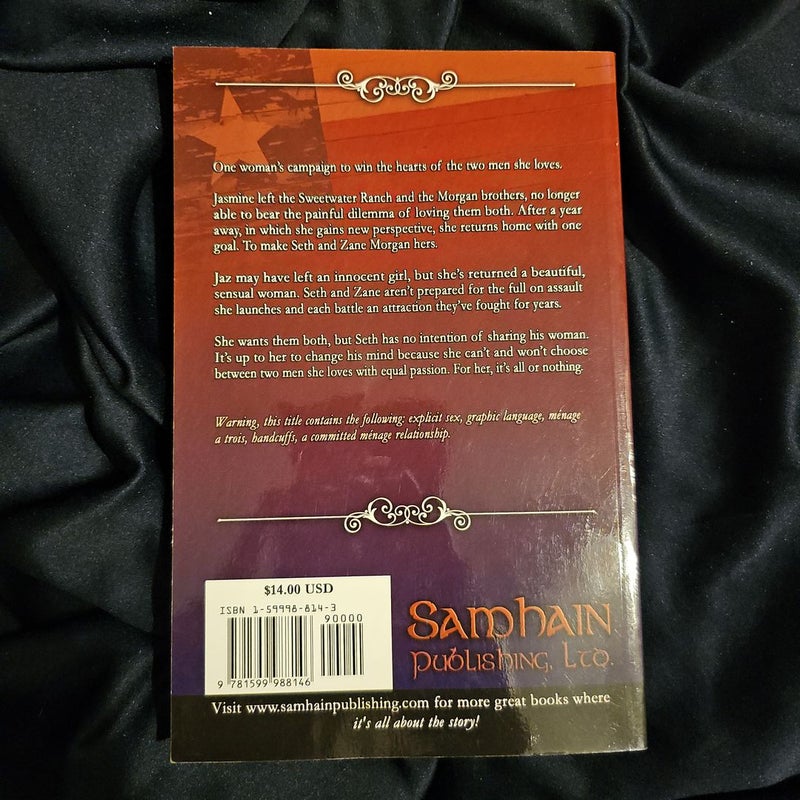 One woman's campaign to win the hearts of the two men she loves.
Jasmine left the Sweetwater Ranch and the Morgan brothers, no longer
able to bear the painful dilemma of loving them both. After a year
away, in which she gains new perspective, she returns home with one
goal. To make Seth and Zane Morgan hers.
Jaz may have left an innocent girl, but she's returned a beautiful,
sensual woman. Seth and Zane aren't prepared for the full on assault
she launches and each battle an attraction they've fought for years.
She wants them both, but Seth has no intention of sharing his woman.
It's up to her to change his mind because she can't and won't choose
between two men she loves with equal passion. For her, it's all or nothing.
Warning, this title contains the following: explicit sex, graphic language, ménage
a trois, handcuffs, a committed ménage relationship.
$14.00 USD
ISBN 1-59998-814-3
90000
9 781599 988146
Samhain
Publishing, Ltd.
Visit www.samhainpublishing.com for more great books where
it's all about the story!